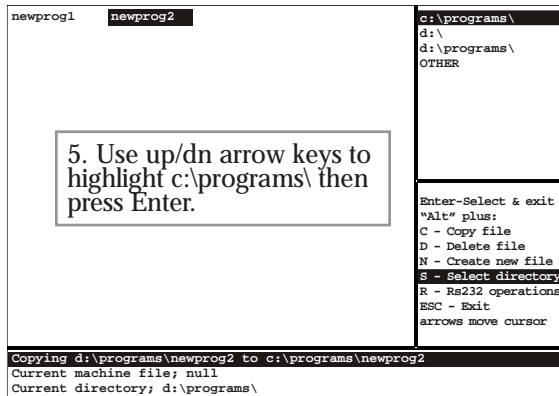 newprog1 newprog2
c:\programs\
d:\
d:\programs\
OTHER
5. Use up/dn arrow keys to
highlight c:\programs\ then
press Enter.
Enter-Select & exit
“Alt” plus:
C - Copy file
D - Delete file
N - Create new file
S - Select directory
R - Rs232 operations
ESC - Exit
arrows move cursor
Copying d:\programs\newprog2 to c:\programs\newprog2
Current machine file; null
Current directory; d:\programs\